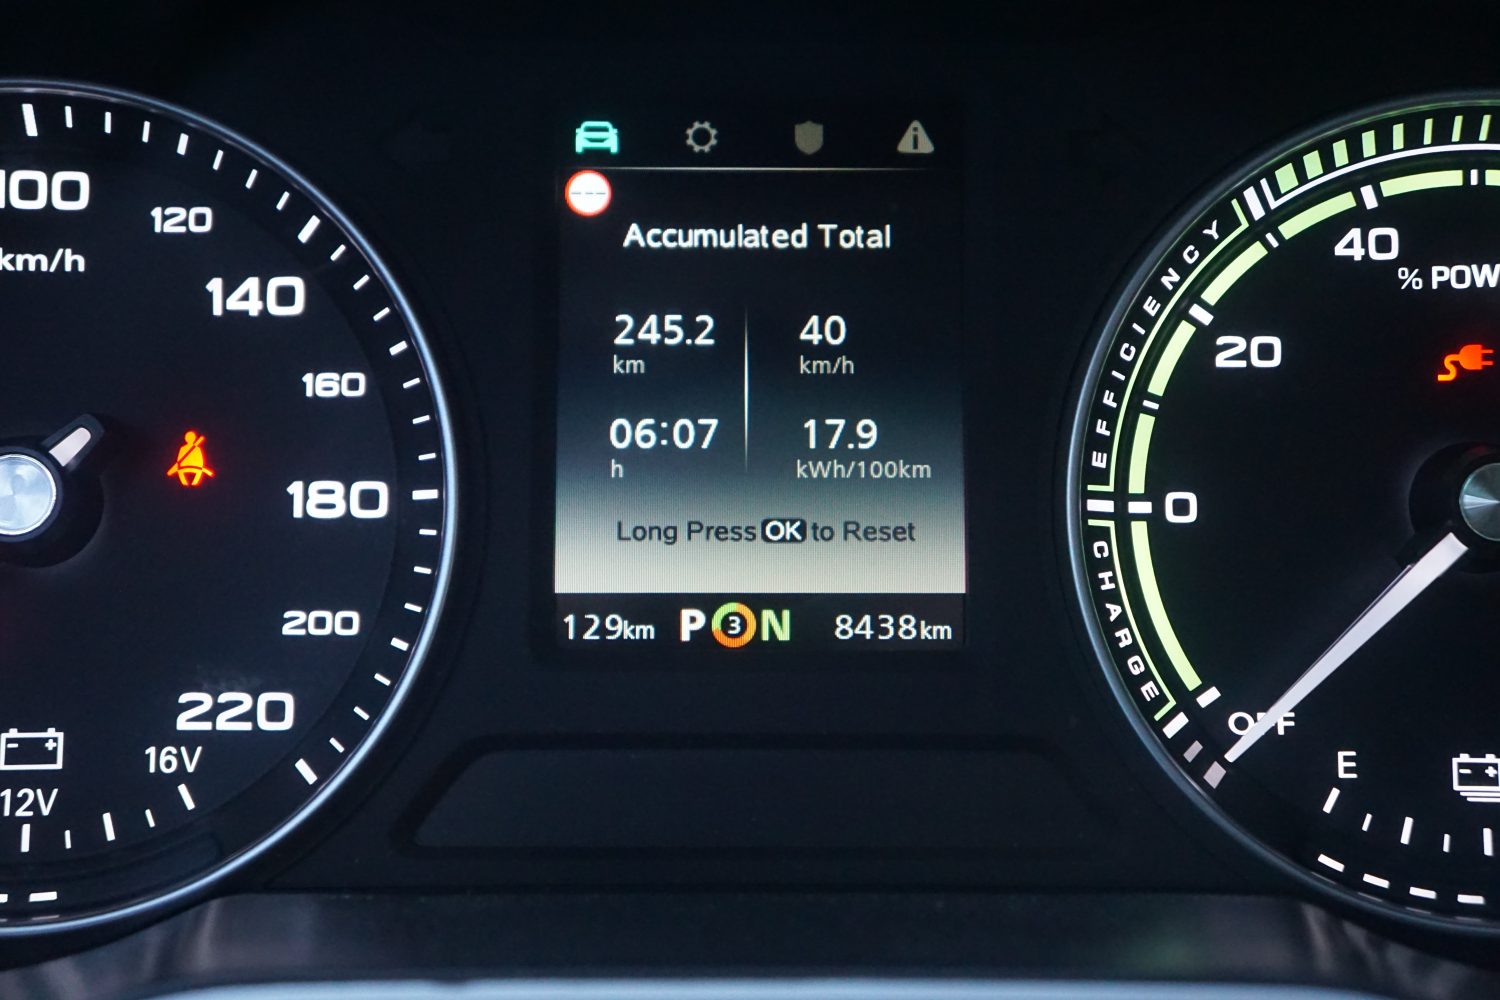 100
120
km/h
140
160
180
200
220
16V
12V
Accumulated Total
245.2
km
40
km/h
06:07
h
17.9
kWh/100km
Long Press OK to Reset
129km P 3 N 8438km
EFFICIENCY
40
% POW
20
0
CHARGE
OFF
E